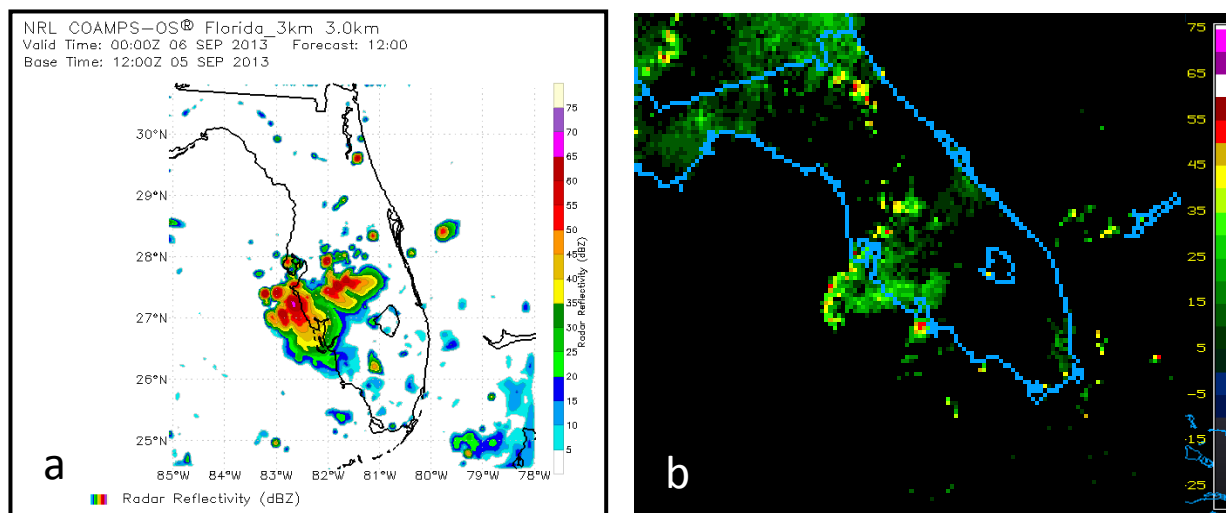 NRL COAMPS-OS® Florida_3km 3.0km
Valid Time: 00:00Z 06 SEP 2013 Forecast: 12:00
Base Time: 12:00Z 05 SEP 2013
30°N
29°N
28°N
27°N
26°N
25°N
85°W 84°W 83°W 82°W 81°W 80°W 79°W 78°W
75
70
65
60
55
50
45
40
35
30
25
20
15
10
5
Radar Reflectivity (dBZ)
Radar Reflectivity (dBZ)
a
75
65
55
45
35
25
15
5
-5
-15
-25
b